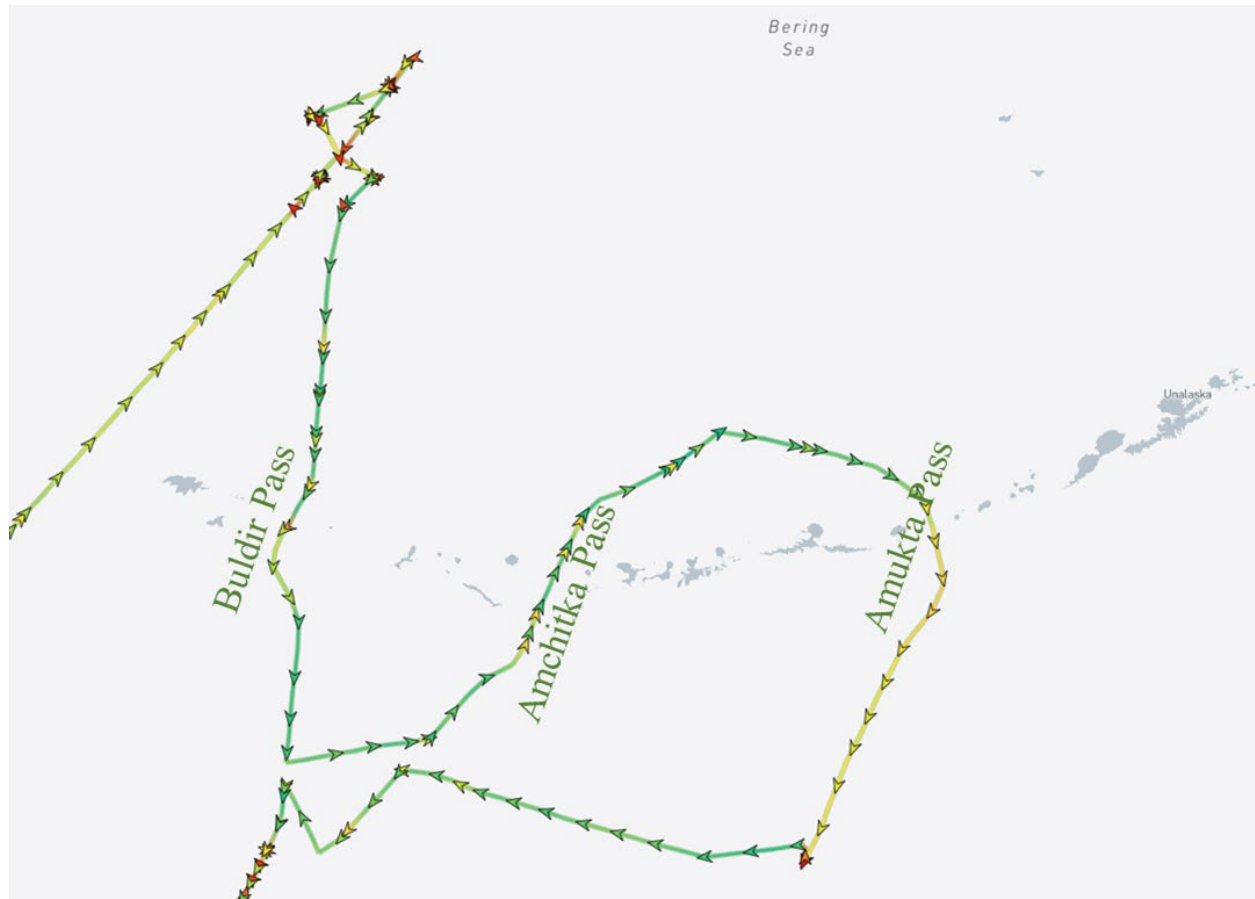 Bering
Sea
Unalaska
Buldir Pass
Amchitka Pass
Amukta Pass